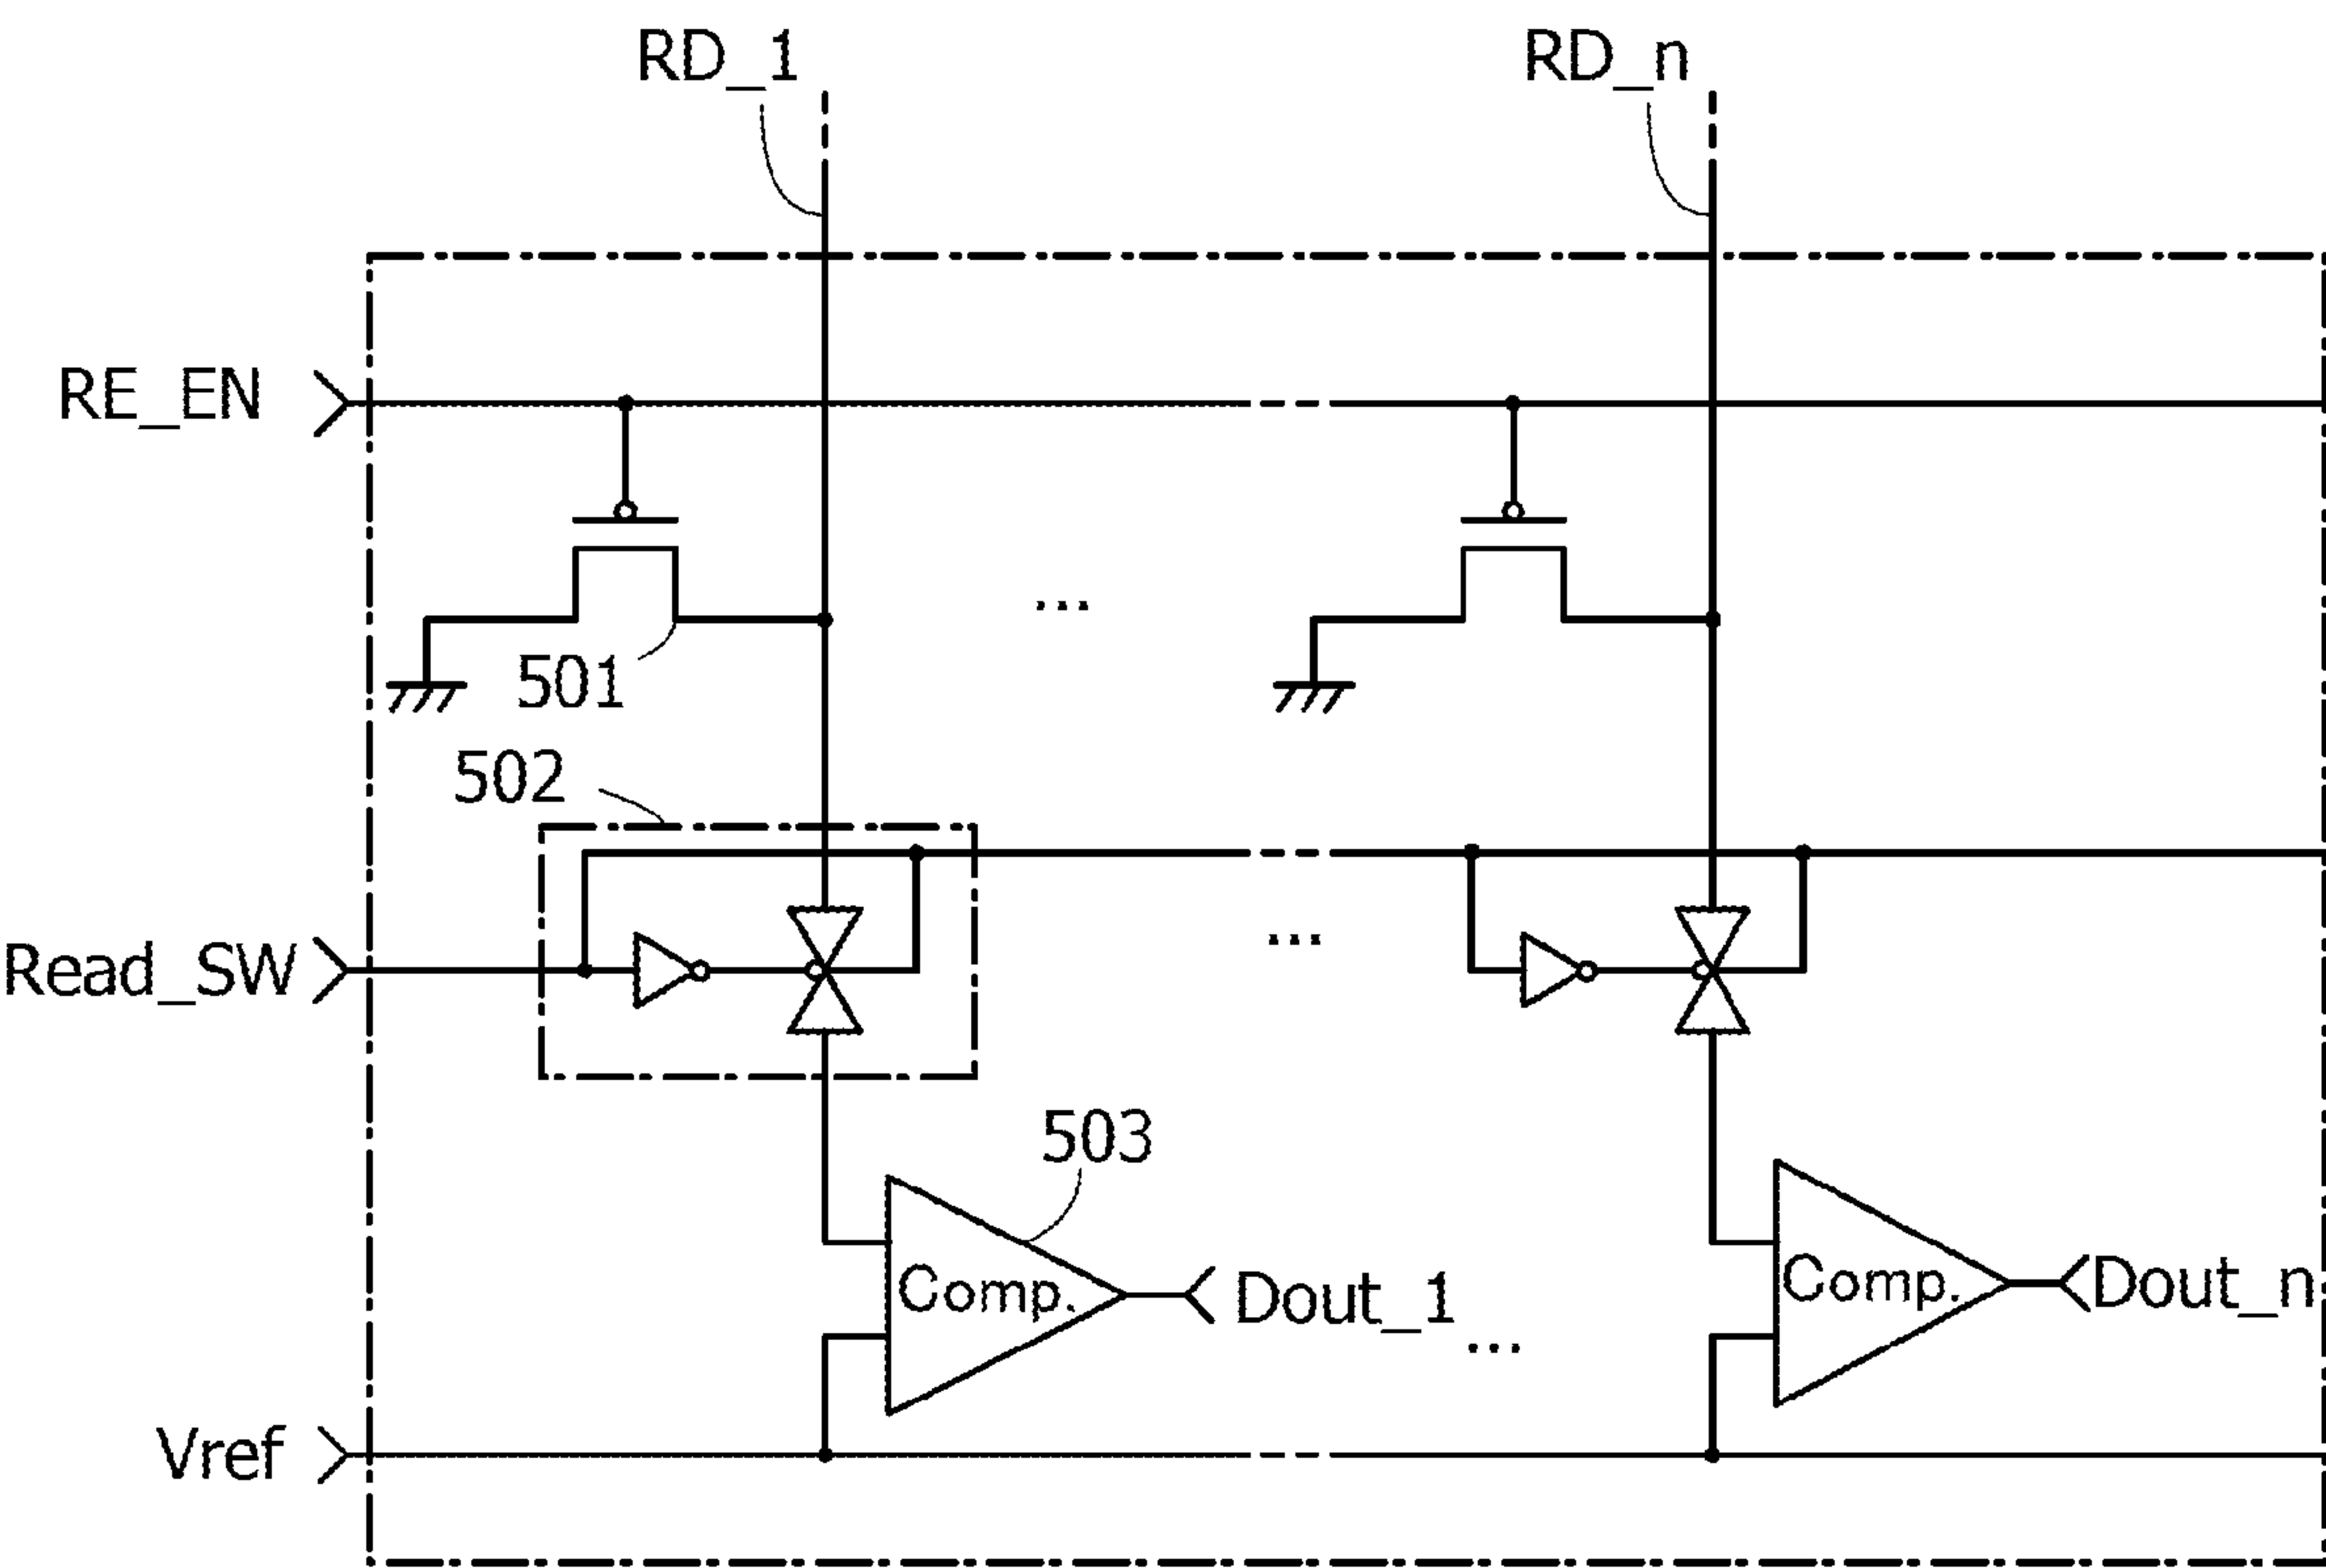 RD_1
RD_n
RE_EN
...
501
502
...
Read_SW
503
Comp.
Dout_1
...
Comp.
Dout_n
Vref